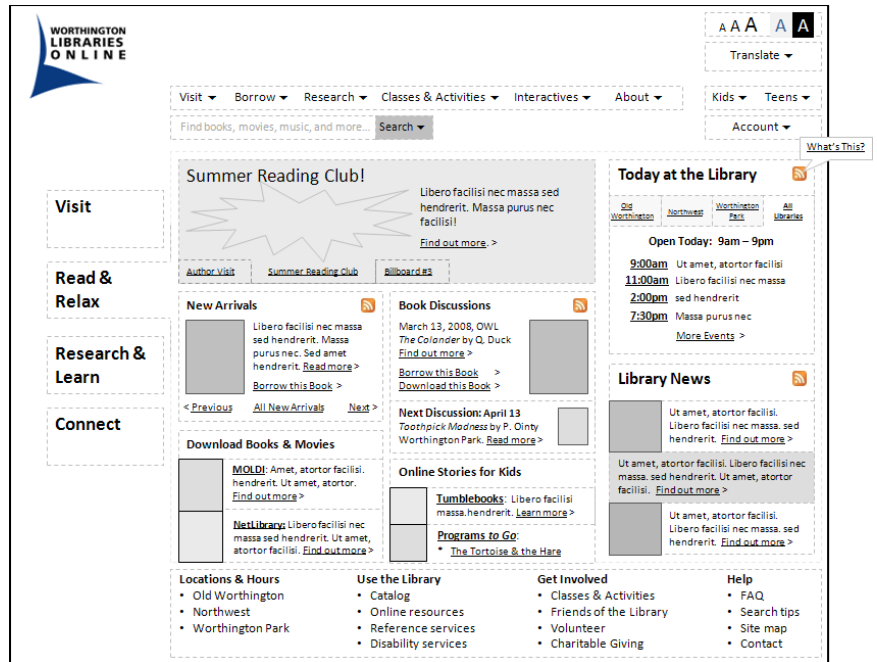 WORTHINGTON
LIBRARIES
ONLINE
A A A A A
Translate
Visit Borrow Research Classes & Activities Interactives About Kids Teens
Find books, movies, music, and more... Search
Account
What's This?
Visit
Read &
Relax
Research &
Learn
Connect
Summer Reading Club!
Libero facilisi nec massa sed
hendrerit. Massa purus nec
facilisi!
Find out more. >
Author Visit Summer Reading Club Billboard #3
New Arrivals
Libero facilisi nec massa
sed hendrerit. Massa
purus nec. Sed amet
hendrerit. Read more >
Borrow this Book >
< Previous All New Arrivals Next >
Book Discussions
March 13, 2008, OWL
The Colander by Q. Duck
Find out more >
Borrow this Book >
Download this Book >
Next Discussion: April 13
Toothpick Madness by P. Ointy
Worthington Park. Read more >
Download Books & Movies
MOLDI: Amet, atortor facilisi.
hendrerit. Ut amet, atortor.
Find out more >
NetLibrary: Libero facilisi nec
massa sed hendrerit. Ut amet,
atortor facilisi. Find out more >
Online Stories for Kids
Tumblebooks: Libero facilisi
massa.hendrerit. Learn more >
Programs to Go:
• The Tortoise & the Hare
Today at the Library
Old
Worthington
Northwest
Worthington
Park
All
Libraries
Open Today: 9am – 9pm
9:00am Ut amet, atortor facilisi
11:00am Libero facilisi nec massa
2:00pm sed hendrerit
7:30pm Massa purus nec
More Events >
Library News
Ut amet, atortor facilisi.
Libero facilisi nec massa. sed
hendrerit. Find out more >
Ut amet, atortor facilisi. Libero facilisi nec
massa. sed hendrerit. Ut amet, atortor
facilisi. Find out more >
Ut amet, atortor facilisi.
Libero facilisi nec massa. sed
hendrerit. Find out more >
Locations & Hours
• Old Worthington
• Northwest
• Worthington Park
Use the Library
• Catalog
• Online resources
• Reference services
• Disability services
Get Involved
• Classes & Activities
• Friends of the Library
• Volunteer
• Charitable Giving
Help
• FAQ
• Search tips
• Site map
• Contact